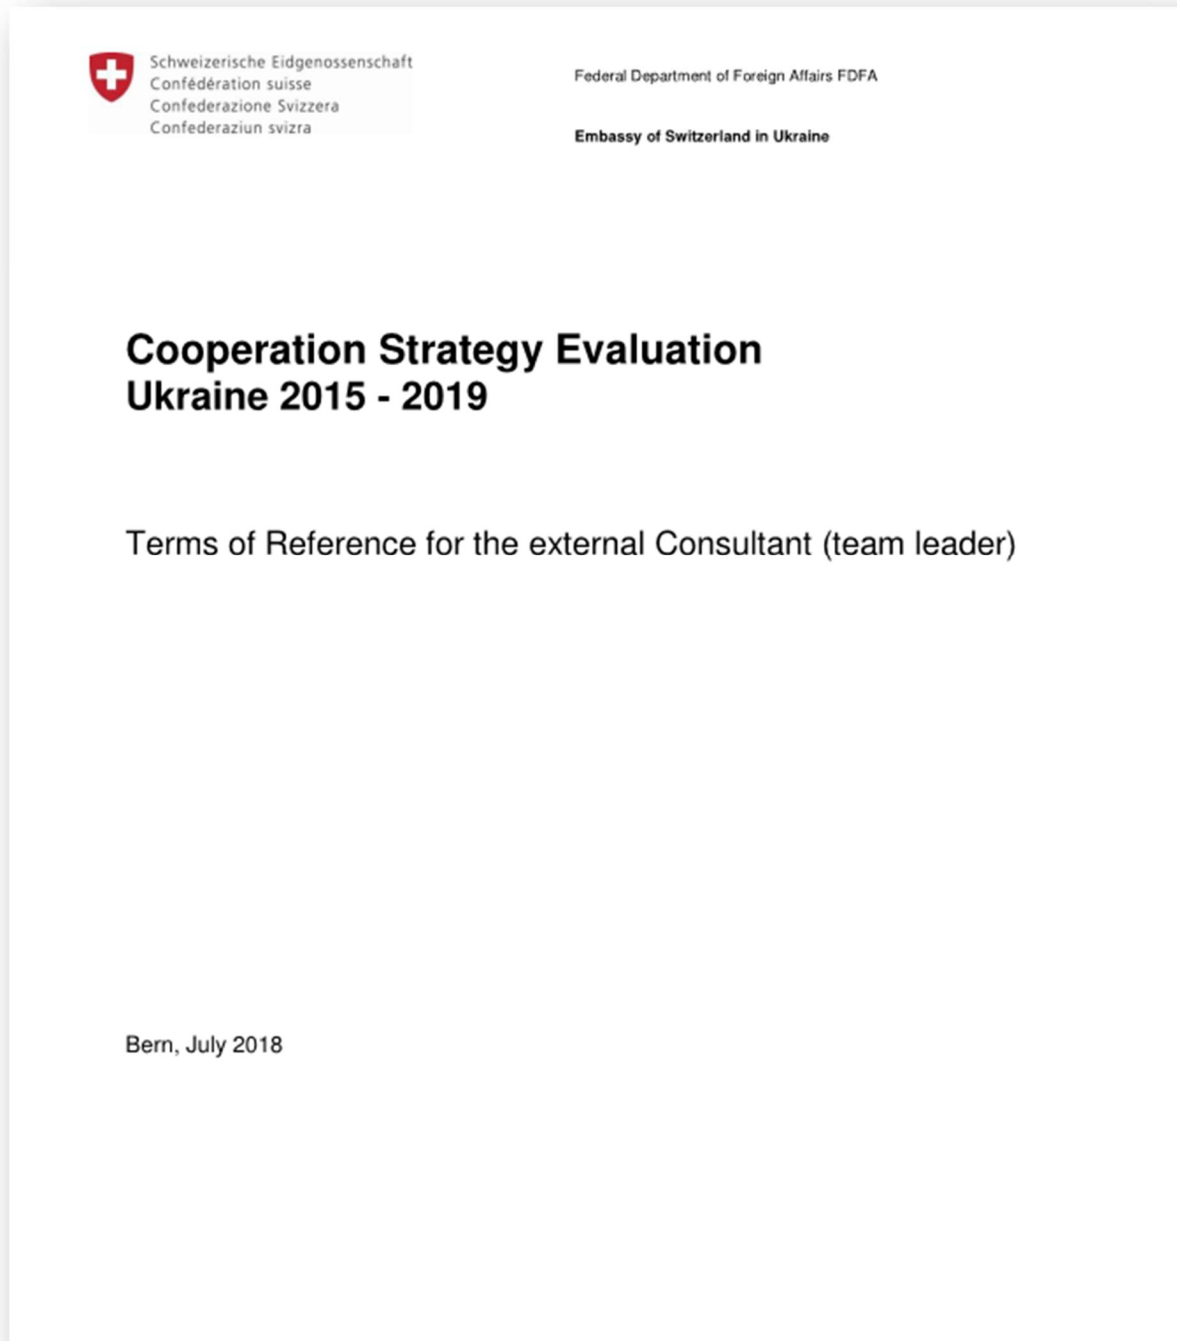 Schweizerische Eidgenossenschaft
Confédération suisse
Confederazione Svizzera
Confederaziun svizra
Federal Department of Foreign Affairs FDFA
Embassy of Switzerland in Ukraine
Cooperation Strategy Evaluation
Ukraine 2015 - 2019
Terms of Reference for the external Consultant (team leader)
Bern, July 2018